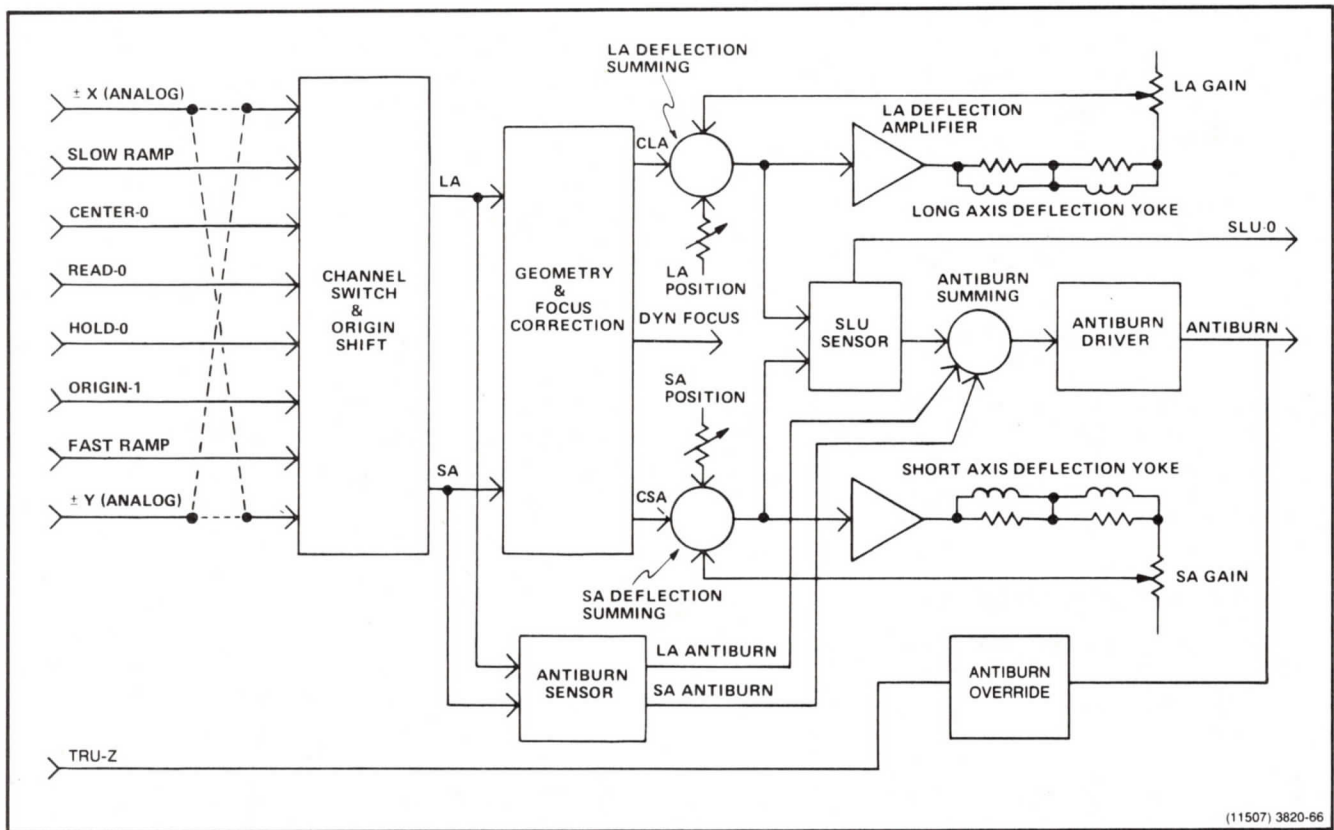 ± X (ANALOG)
SLOW RAMP
CENTER-0
READ-0
HOLD-0
ORIGIN-1
FAST RAMP
± Y (ANALOG)
TRU-Z
CHANNEL
SWITCH
&
ORIGIN
SHIFT
LA
SA
GEOMETRY
&
FOCUS
CORRECTION
LA DEFLECTION
SUMMING
CLA
LA
POSITION
DYN FOCUS
SA
POSITION
CSA
SA DEFLECTION
SUMMING
LA DEFLECTION
AMPLIFIER
LA GAIN
LONG AXIS DEFLECTION YOKE
SLU-0
SLU
SENSOR
ANTIBURN
SUMMING
ANTIBURN
DRIVER
ANTIBURN
SHORT AXIS DEFLECTION YOKE
SA GAIN
ANTIBURN
SENSOR
LA ANTIBURN
SA ANTIBURN
ANTIBURN
OVERRIDE
(11507) 3820-66